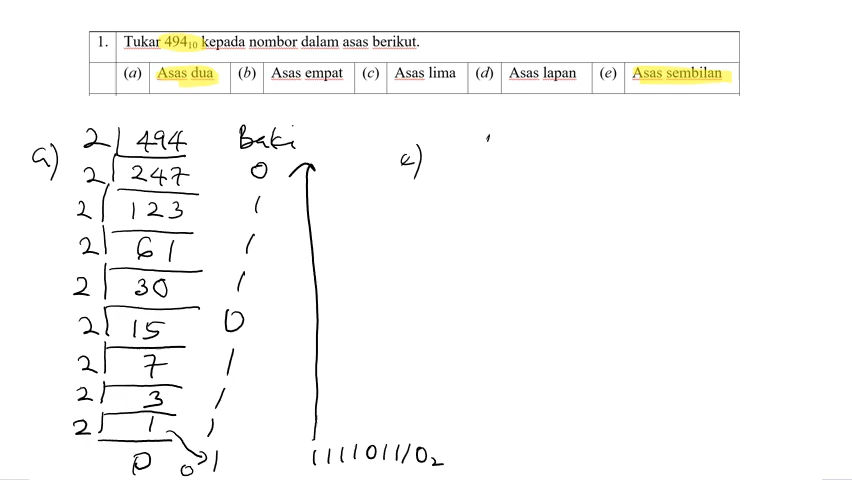 1. Tukar 494₁₀ kepada nombor dalam asas berikut.
(a) Asas dua (b) Asas empat (c) Asas lima (d) Asas lapan (e) Asas sembilan
a) 2 494 Baki
2 247 0
2 123 1
2 61 1
2 30 1
2 15 0
2 7 1
2 3 1
2 1 1
0 0 1
111101110₂
e)